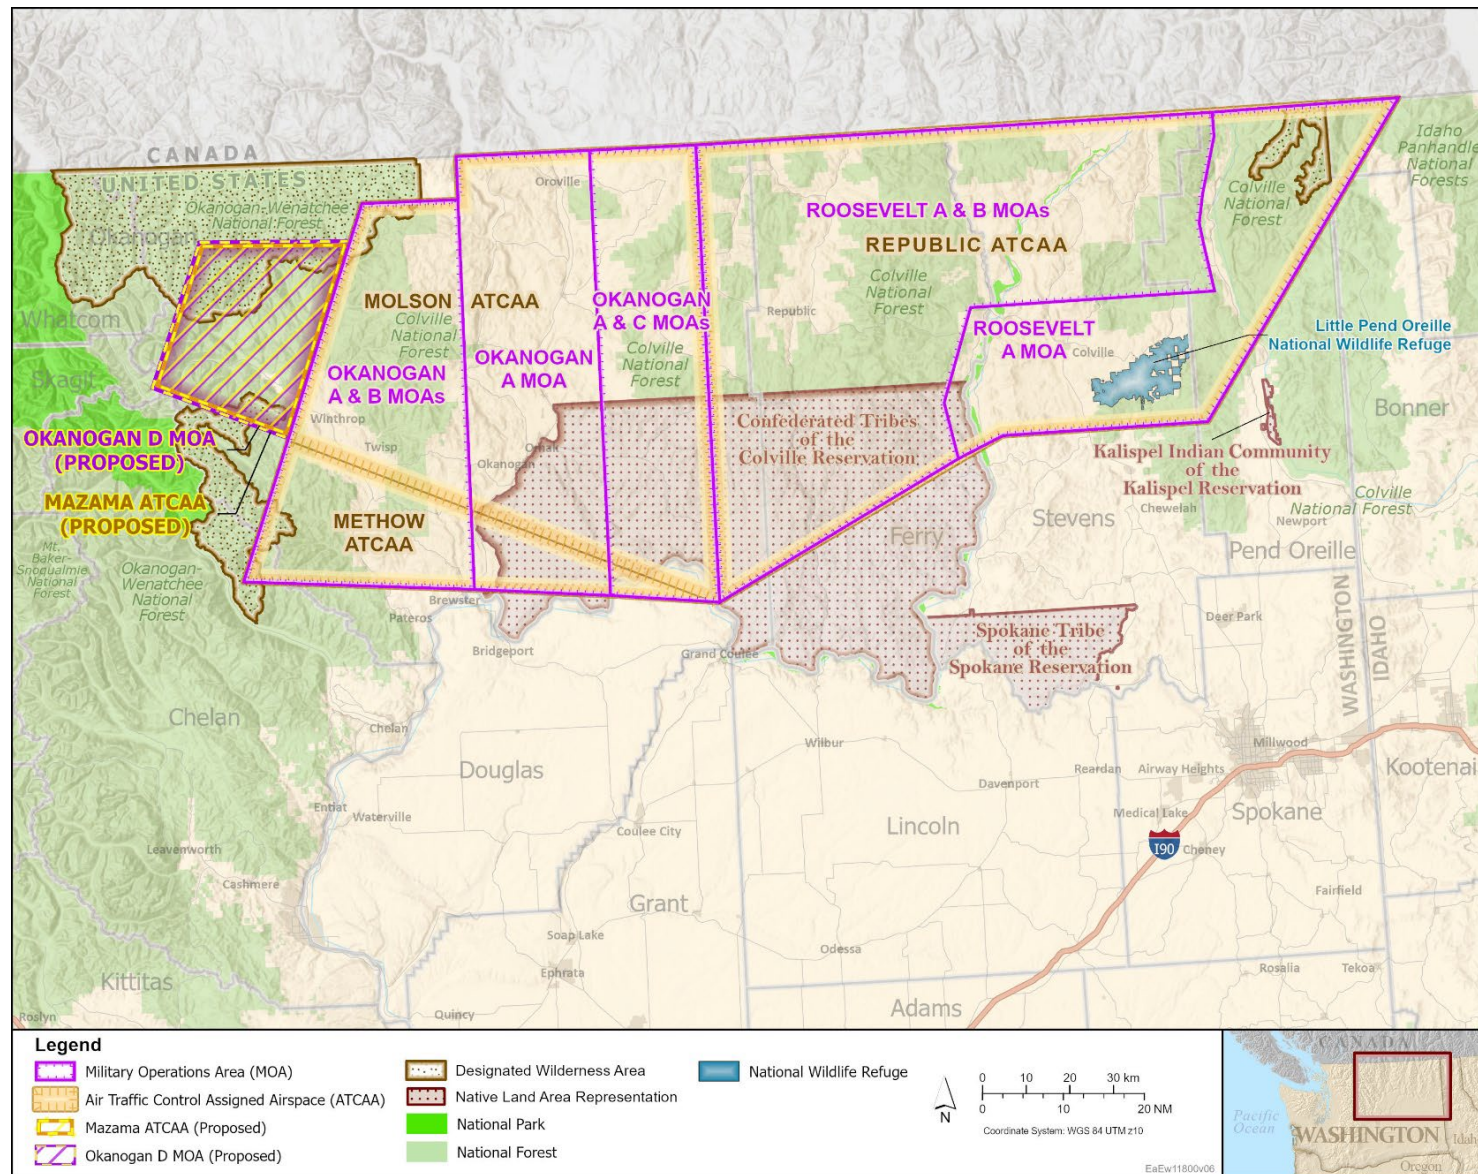 CANADA
UNITED STATES
Okanogan-Wenatchee
National Forest
Okanogan
Whatcom
Skagit
Oroville
MOLSON ATCAA
Colville
National
Forest
OKANOGAN
A & B MOAs
OKANOGAN
A MOA
OKANOGAN
A & C MOAs
Colville
National
Forest
ROOSEVELT A & B MOAs
REPUBLIC ATCAA
Colville
National
Forest
Republic
ROOSEVELT
A MOA
Colville
Colville
National
Forest
Idaho
Panhandle
National
Forests
Little Pend Oreille
National Wildlife Refuge
Bonner
Winthrop
Twisp
Omak
Okanogan
OKANOGAN D MOA
(PROPOSED)
MAZAMA ATCAA
(PROPOSED)
METHOW
ATCAA
Confederated Tribes
of the
Colville Reservation
Kalispel Indian Community
of the
Kalispel Reservation
Colville
National Forest
Stevens
Chewelah
Newport
Ferry
Pend Oreille
Mt.
Baker-
Snoqualmie
National
Forest
Okanogan-
Wenatchee
National
Forest
Brewster
Pateros
Bridgeport
Grand Coulee
Spokane Tribe
of the
Spokane Reservation
Deer Park
WASHINGTON
IDAHO
Chelan
Chelan
Douglas
Wilbur
Davenport
Reardan
Airway Heights
Millwood
Kootenai
Entiat
Waterville
Coulee City
Lincoln
Medical Lake
Spokane
I90
Cheney
Leavenworth
Cashmere
Grant
Fairfield
Soap Lake
Odessa
Ephrata
Rosalia
Tekoa
Kittitas
Adams
Roslyn
Quincy
Legend
Military Operations Area (MOA)
Air Traffic Control Assigned Airspace (ATCAA)
Mazama ATCAA (Proposed)
Okanogan D MOA (Proposed)
Designated Wilderness Area
Native Land Area Representation
National Park
National Forest
National Wildlife Refuge
N
0 10 20 30 km
0 10 20 NM
Coordinate System: WGS 84 UTM z10
EaEw11800v06
CANADA
Pacific
Ocean
WASHINGTON
Idah
Oregon